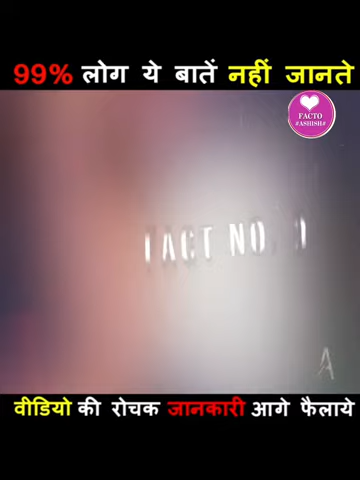 99% लोग ये बातें नहीं जानते
FACTO
#ASHISH#
FACT NO.
A
वीडियो की रोचक जानकारी आगे फैलाये